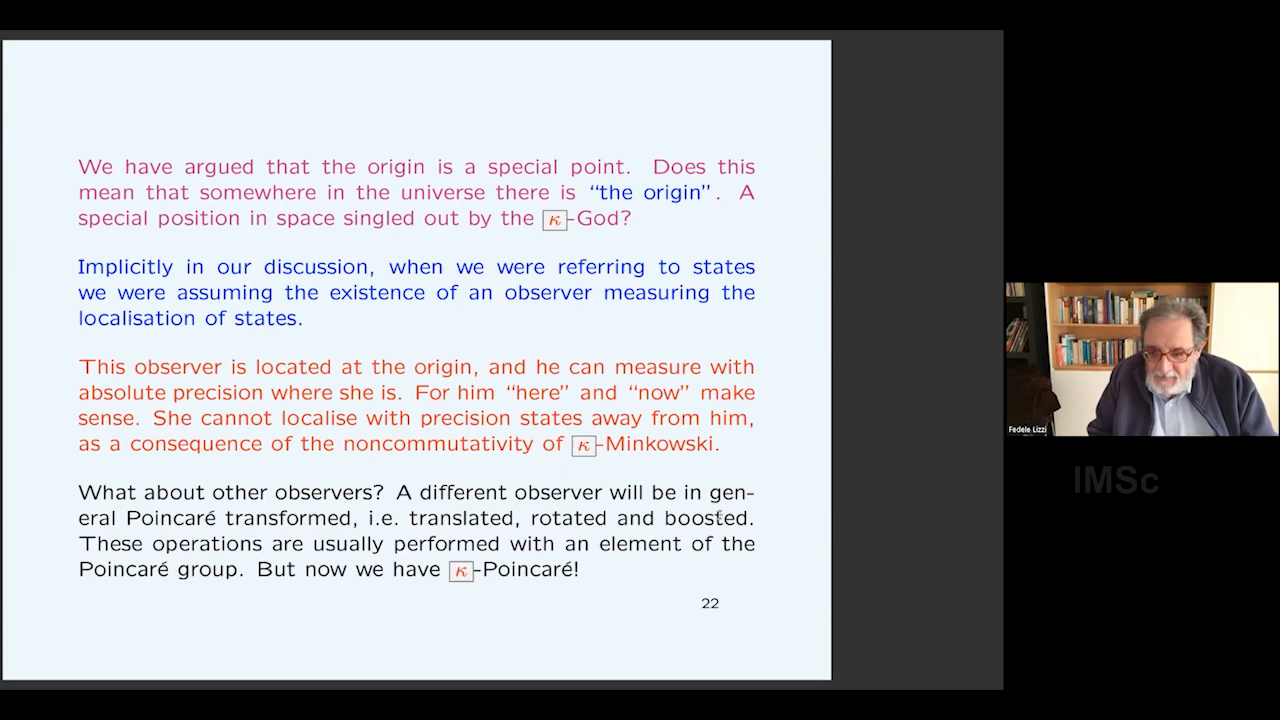 We have argued that the origin is a special point. Does this
mean that somewhere in the universe there is “the origin”. A
special position in space singled out by the κ-God?
Implicitly in our discussion, when we were referring to states
we were assuming the existence of an observer measuring the
localisation of states.
This observer is located at the origin, and he can measure with
absolute precision where she is. For him “here” and “now” make
sense. She cannot localise with precision states away from him,
as a consequence of the noncommutativity of κ-Minkowski.
What about other observers? A different observer will be in gen-
eral Poincaré transformed, i.e. translated, rotated and boosted.
These operations are usually performed with an element of the
Poincaré group. But now we have κ-Poincaré!
22
Fedele Lizzi
IMSc